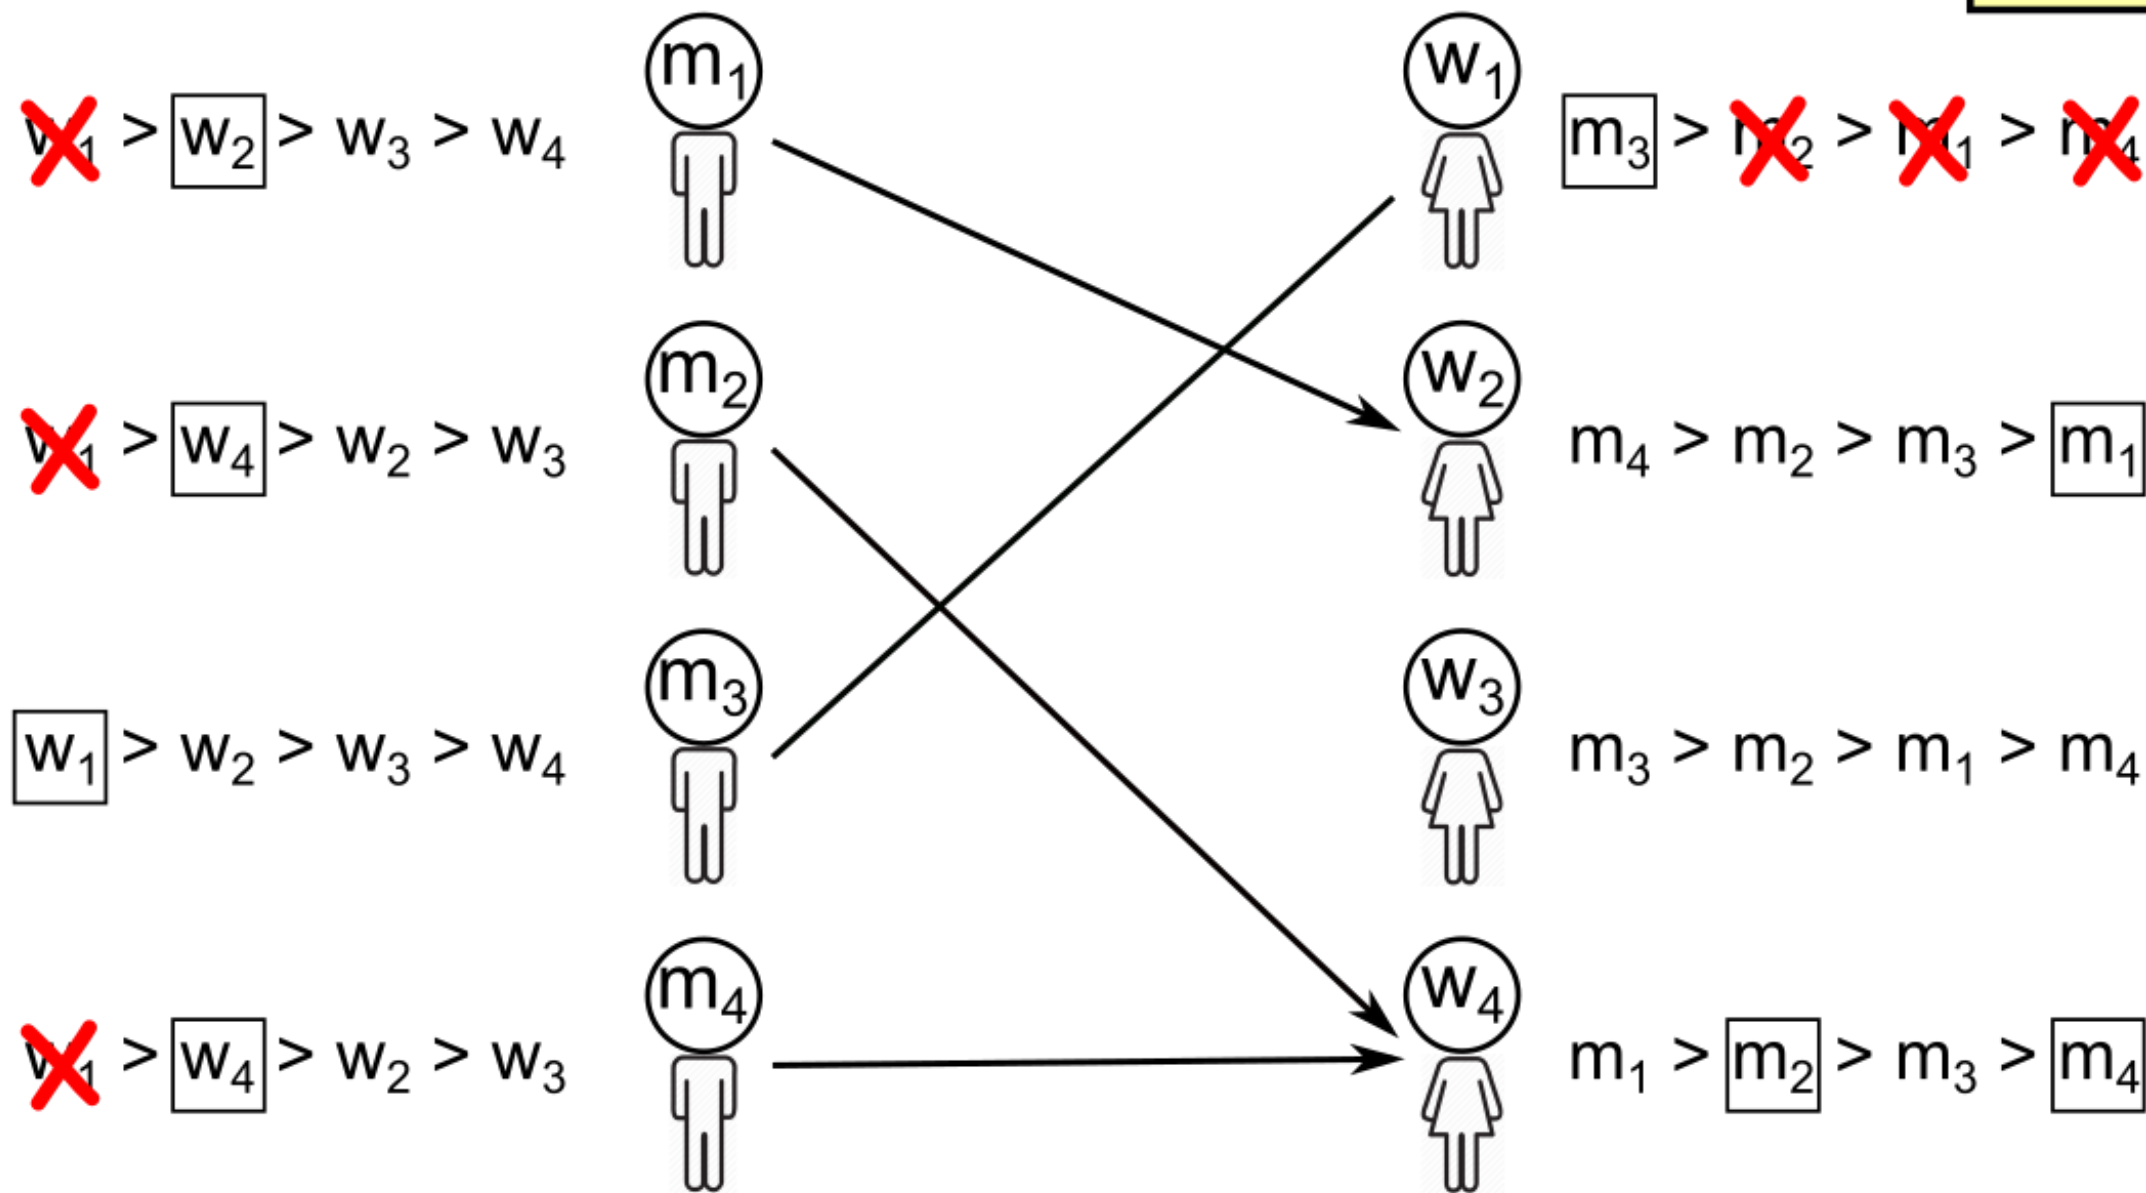 m₁ w₁
w₁ > w₂ > w₃ > w₄ m₃ > m₂ > m₁ > m₄
m₂ w₂
w₁ > w₄ > w₂ > w₃ m₄ > m₂ > m₃ > m₁
m₃ w₃
w₁ > w₂ > w₃ > w₄ m₃ > m₂ > m₁ > m₄
m₄ w₄
w₁ > w₄ > w₂ > w₃ m₁ > m₂ > m₃ > m₄